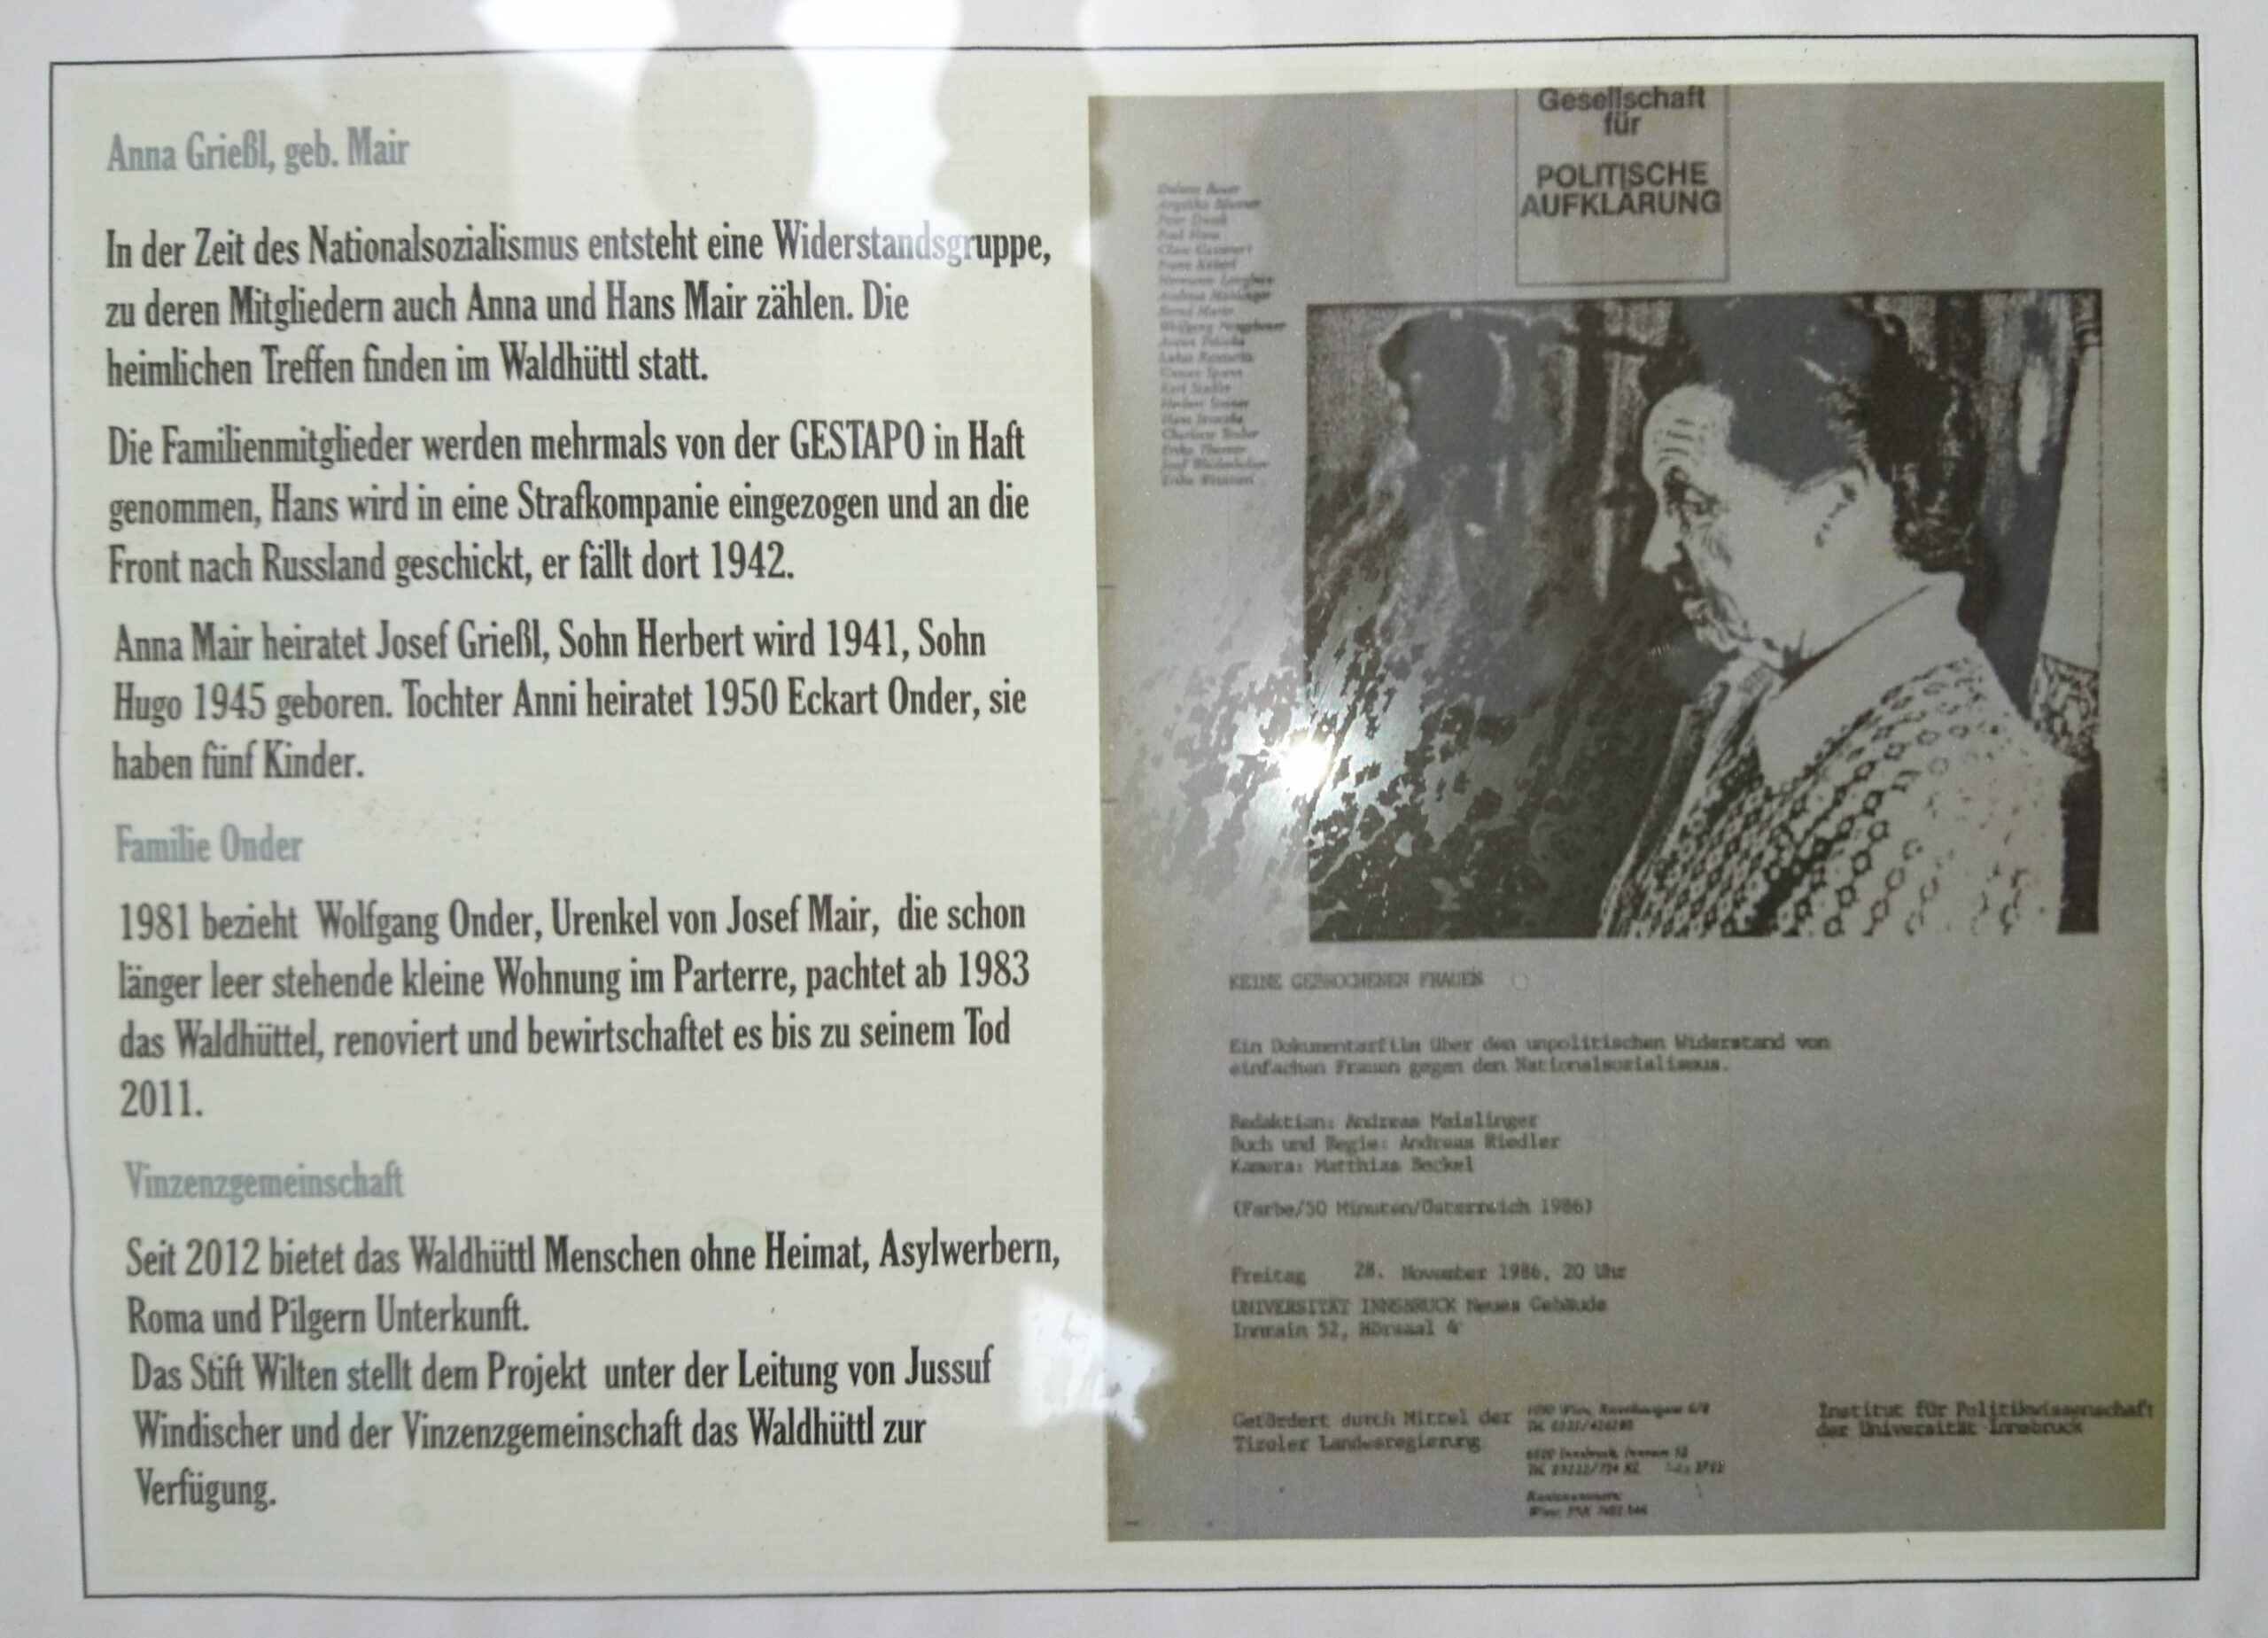 Anna Grießl, geb. Mair
In der Zeit des Nationalsozialismus entsteht eine Widerstandsgruppe,
zu deren Mitgliedern auch Anna und Hans Mair zählen. Die
heimlichen Treffen finden im Waldhüttl statt.
Die Familienmitglieder werden mehrmals von der GESTAPO in Haft
genommen, Hans wird in eine Strafkompanie eingezogen und an die
Front nach Russland geschickt, er fällt dort 1942.
Anna Mair heiratet Josef Grießl, Sohn Herbert wird 1941, Sohn
Hugo 1945 geboren. Tochter Anni heiratet 1950 Eckart Onder, sie
haben fünf Kinder.
Familie Onder
1981 bezieht Wolfgang Onder, Urenkel von Josef Mair, die schon
länger leer stehende kleine Wohnung im Parterre, pachtet ab 1983
das Waldhüttel, renoviert und bewirtschaftet es bis zu seinem Tod
2011.
Vinzenzgemeinschaft
Seit 2012 bietet das Waldhüttl Menschen ohne Heimat, Asylwerbern,
Roma und Pilgern Unterkunft.
Das Stift Wilten stellt dem Projekt unter der Leitung von Jussuf
Windischer und der Vinzenzgemeinschaft das Waldhüttl zur
Verfügung.
Gesellschaft
für
POLITISCHE
AUFKLÄRUNG
KEINE GEBROCHENEN FRAUEN
Ein Dokumentarfilm über den unpolitischen Widerstand von
einfachen Frauen gegen den Nationalsozialismus.
Redaktion: Andreas Maislinger
Buch und Regie: Andreas Riedler
Kamera: Matthias
(Farbe/50 Minuten/Österreich 1986)
Freitag 28. November 1986, 20 Uhr
UNIVERSITÄT INNSBRUCK Neues Gebäude
Innrain 52, Hörsaal 4
Gefördert durch Mittel der
Tiroler Landesregierung
Institut für Politikwissenschaft
der Universität Innsbruck